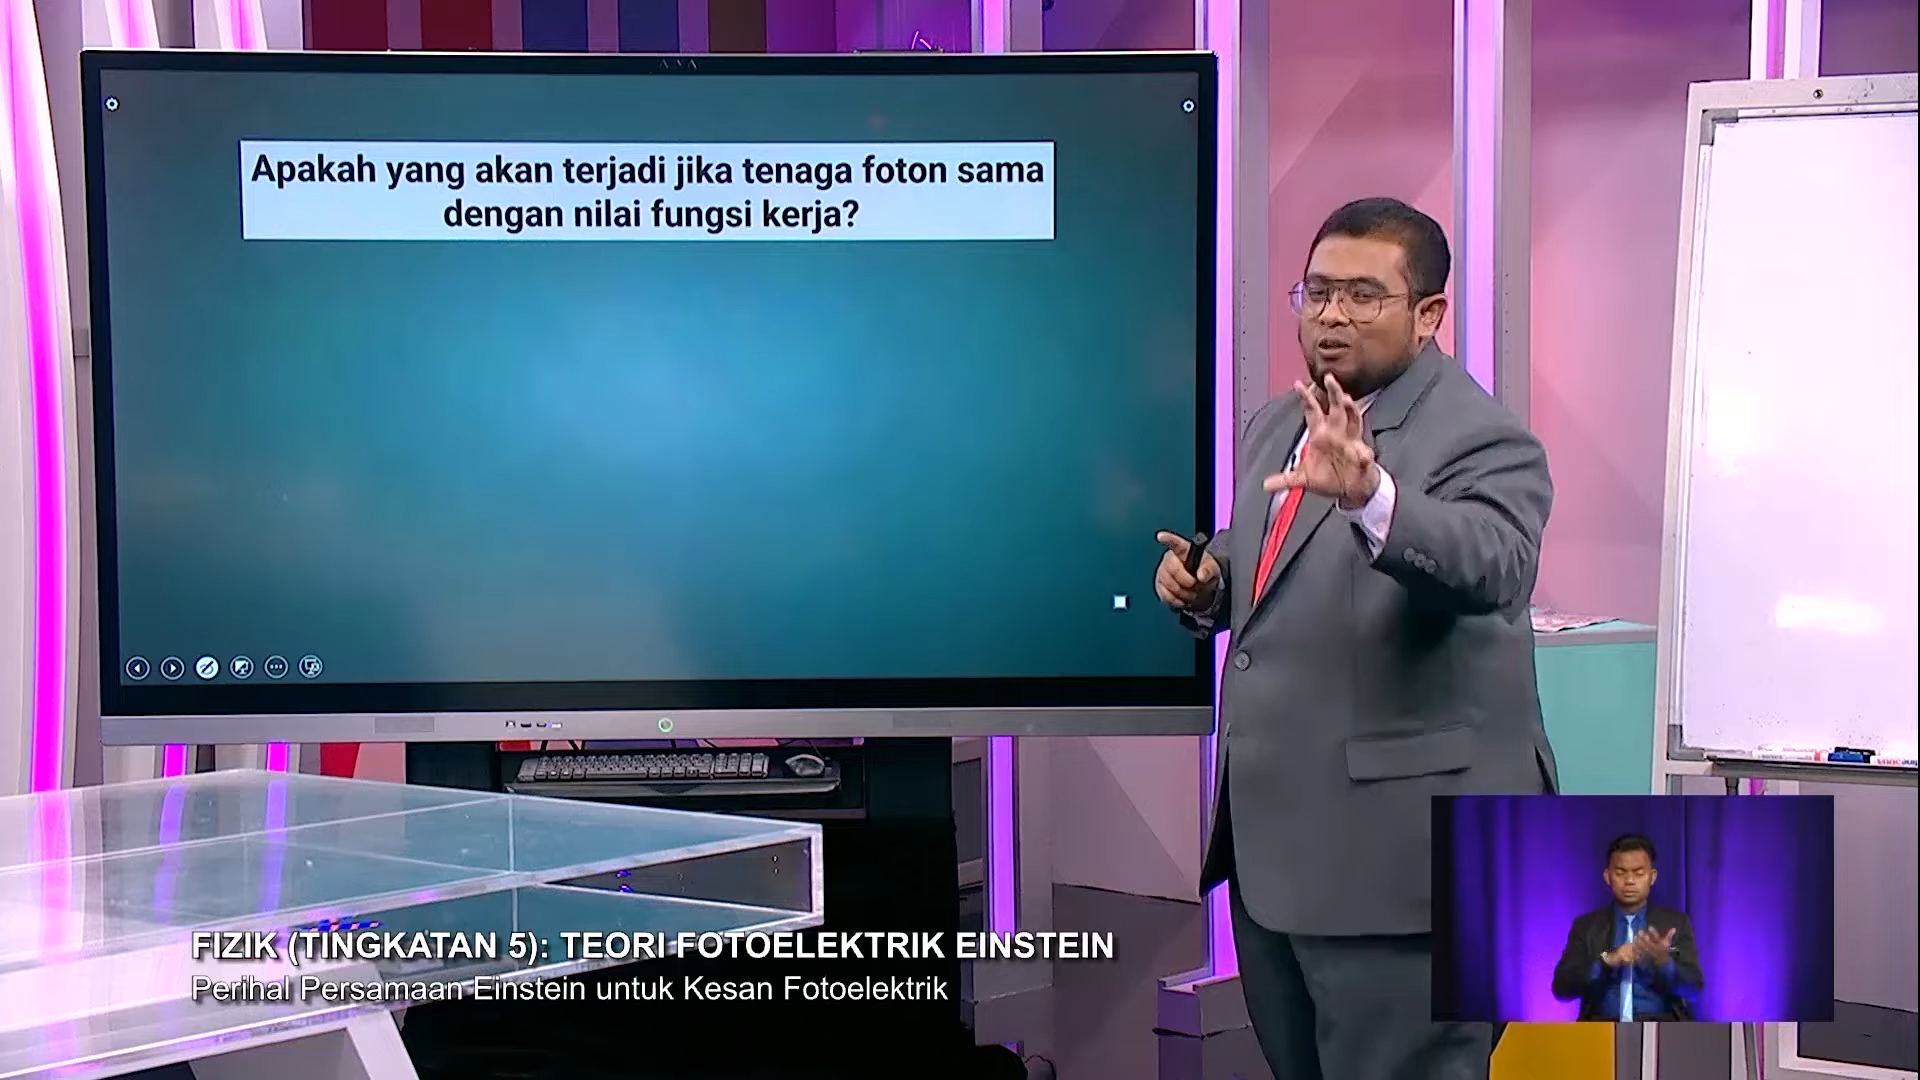 Apakah yang akan terjadi jika tenaga foton sama
dengan nilai fungsi kerja?
FIZIK (TINGKATAN 5): TEORI FOTOELEKTRIK EINSTEIN
Perihal Persamaan Einstein untuk Kesan Fotoelektrik